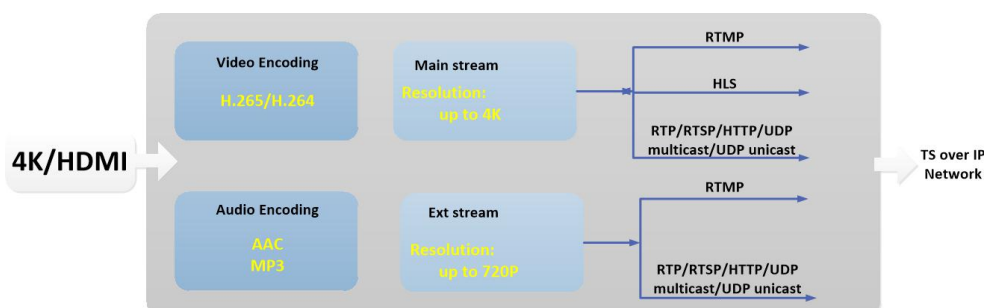 4K/HDMI
Video Encoding
H.265/H.264
Audio Encoding
AAC
MP3
Main stream
Resolution:
up to 4K
Ext stream
Resolution:
up to 720P
RTMP
HLS
RTP/RTSP/HTTP/UDP
multicast/UDP unicast
RTMP
RTP/RTSP/HTTP/UDP
multicast/UDP unicast
TS over IP
Network